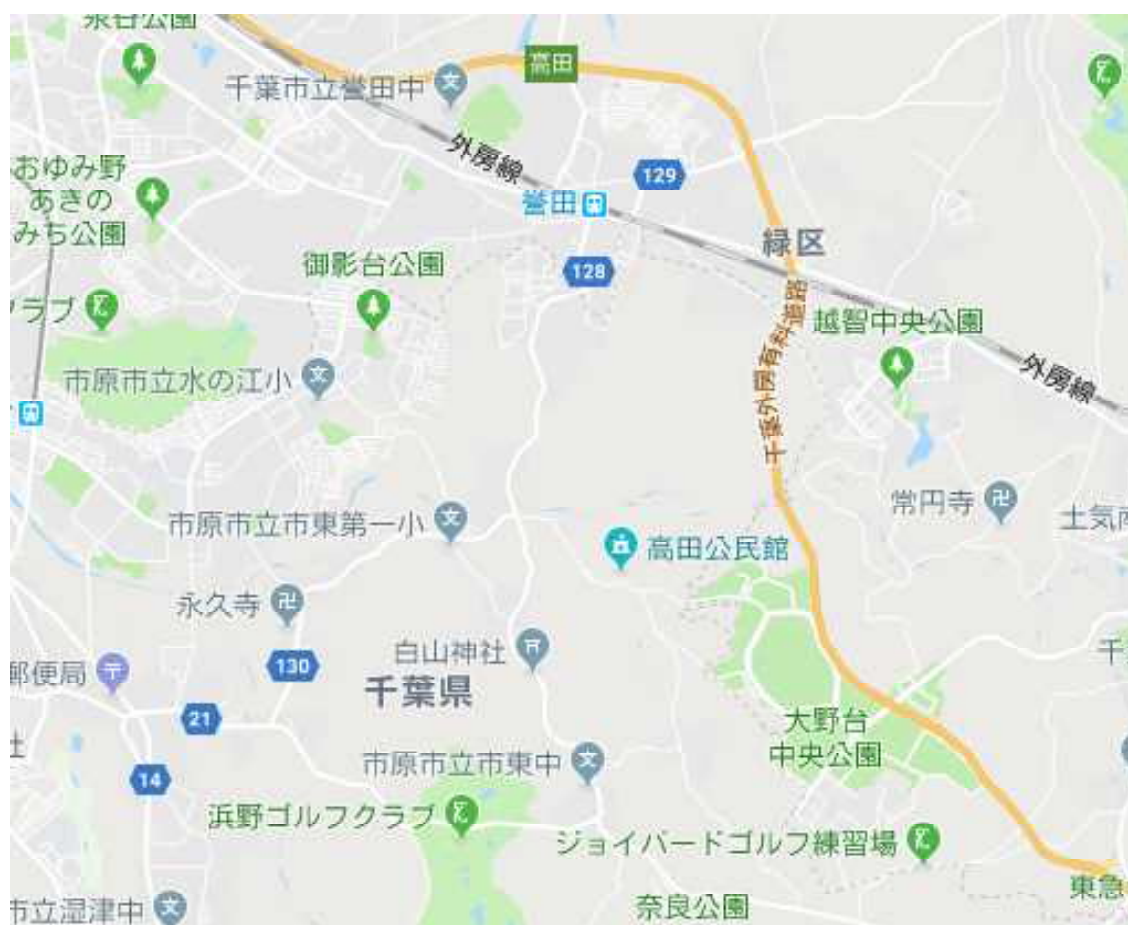 泉谷公園
高田
千葉市立誉田中
外房線
129
おゆみ野
あきの
みち公園
誉田
緑区
御影台公園
128
クラブ
千葉外房有料道路
越智中央公園
市原市立水の江小
外房線
常円寺
土気南
市原市立市東第一小
高田公民館
永久寺
白山神社
千
郵便局
130
千葉県
21
大野台
中央公園
社
14
市原市立市東中
浜野ゴルフクラブ
ジョイバードゴルフ練習場
東急
市立湿津中
奈良公園